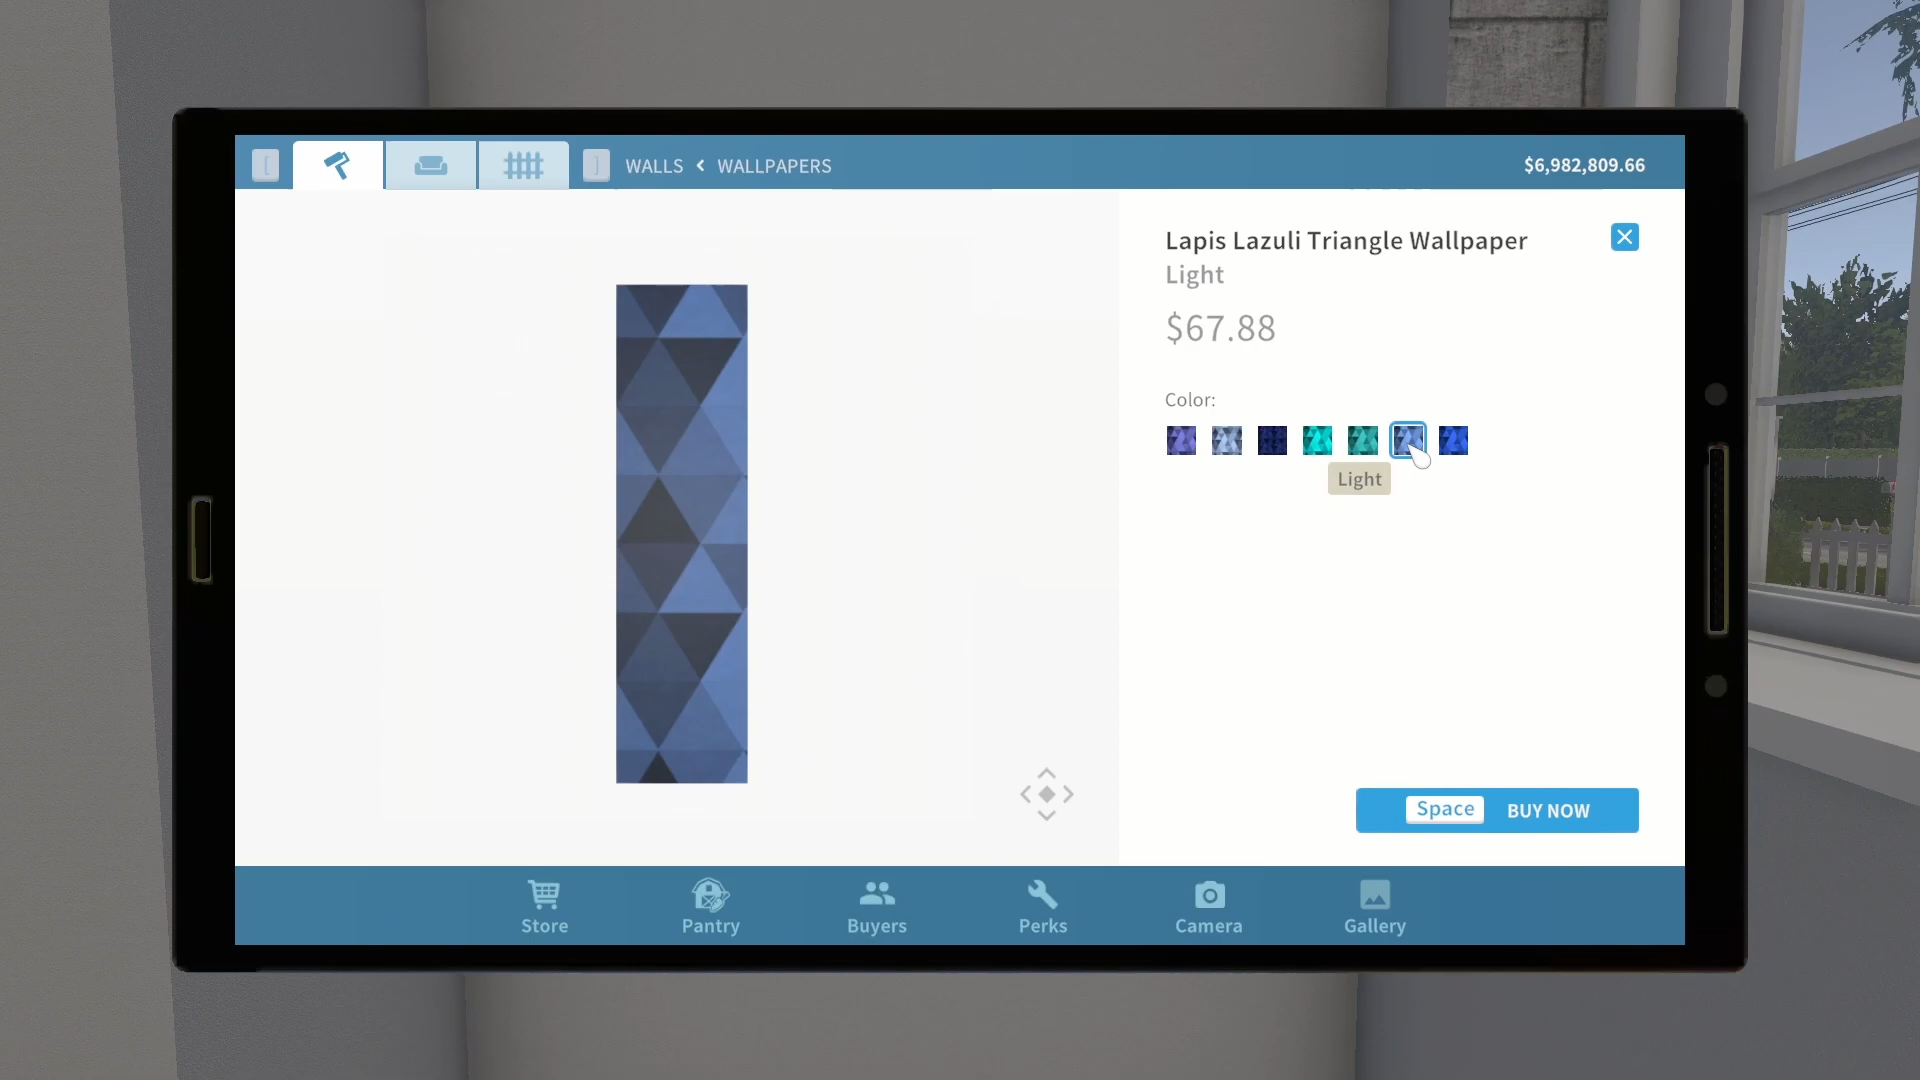 [
]
WALLS < WALLPAPERS
$6,982,809.66
Lapis Lazuli Triangle Wallpaper
Light
$67.88
Color:
Light
Space BUY NOW
Store
Pantry
Buyers
Perks
Camera
Gallery